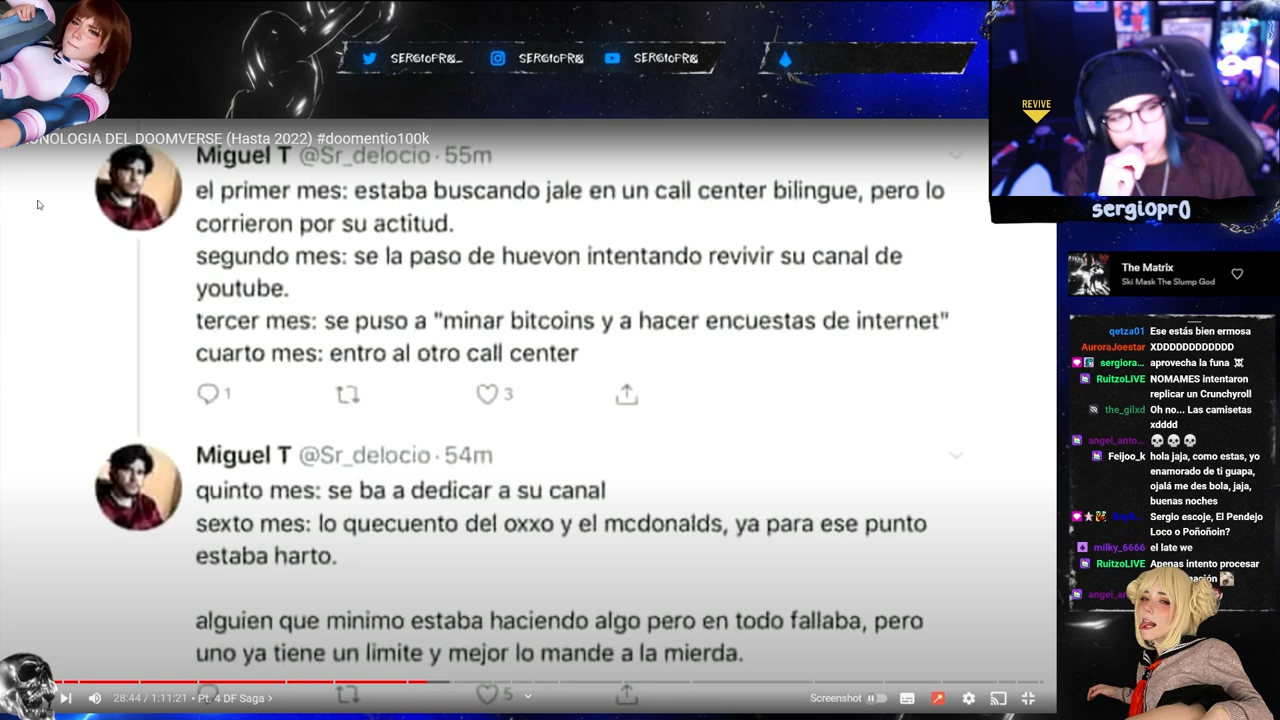 SERGIOPR0_
SERGIOPR0
SERGIOPR0
REVIVE
NOLOGIA DEL DOOMVERSE (Hasta 2022) #doomentio100k
Miguel T @Sr_delocio · 55m
el primer mes: estaba buscando jale en un call center bilingue, pero lo
corrieron por su actitud.
segundo mes: se la paso de huevon intentando revivir su canal de
youtube.
tercer mes: se puso a "minar bitcoins y a hacer encuestas de internet"
cuarto mes: entro al otro call center
1
3
Miguel T @Sr_delocio · 54m
quinto mes: se ba a dedicar a su canal
sexto mes: lo quecuento del oxxo y el mcdonalds, ya para ese punto
estaba harto.
alguien que minimo estaba haciendo algo pero en todo fallaba, pero
uno ya tiene un limite y mejor lo mande a la mierda.
5
28:44 / 1:11:21 • Pt. 4 DF Saga >
Screenshot
sergiopr0
The Matrix
Ski Mask The Slump God
qetza01 Ese estás bien ermosa
AuroraJoestar XDDDDDDDDDDD
sergiora... aprovecha la funa
RuitzoLIVE NOMAMES intentaron
replicar un Crunchyroll
the_gilxd Oh no... Las camisetas
xdddd
angel_anto...
Feijoo_k hola jaja, como estas, yo
enamorado de ti guapa,
ojalá me des bola, jaja,
buenas noches
Sergio escoje, El Pendejo
Loco o Poñoñoin?
milky_6666 el late we
RuitzoLIVE Apenas intento procesar